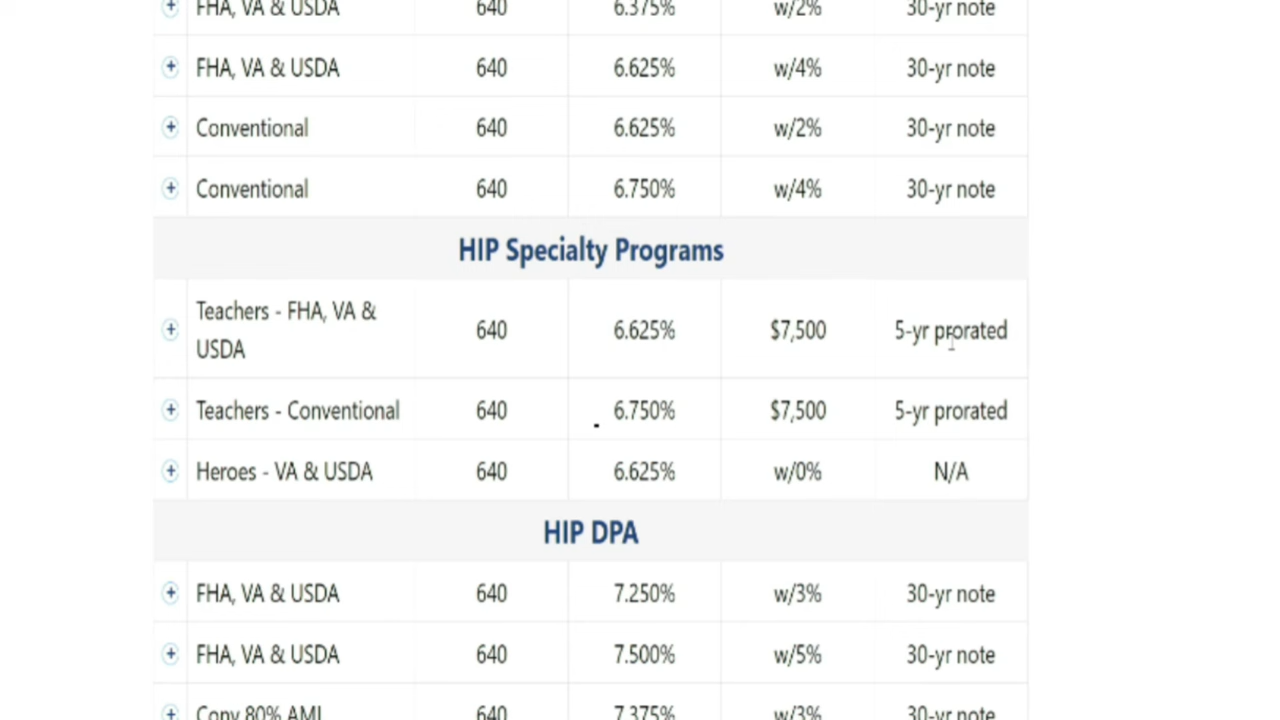 FHA, VA & USDA 640 6.375% w/2% 30-yr note
FHA, VA & USDA 640 6.625% w/4% 30-yr note
Conventional 640 6.625% w/2% 30-yr note
Conventional 640 6.750% w/4% 30-yr note
HIP Specialty Programs
Teachers - FHA, VA &
USDA 640 6.625% $7,500 5-yr prorated
Teachers - Conventional 640 6.750% $7,500 5-yr prorated
Heroes - VA & USDA 640 6.625% w/0% N/A
HIP DPA
FHA, VA & USDA 640 7.250% w/3% 30-yr note
FHA, VA & USDA 640 7.500% w/5% 30-yr note
80% AMI 640 7.375% w/3% 30-yr note